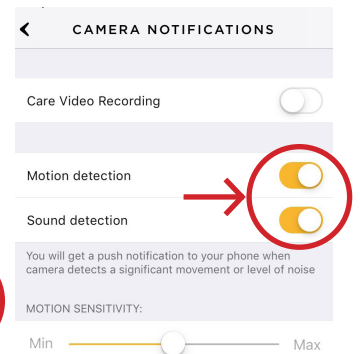 CAMERA NOTIFICATIONS
Care Video Recording
Motion detection
Sound detection
You will get a push notification to your phone when
camera detects a significant movement or level of noise
MOTION SENSITIVITY:
Min Max